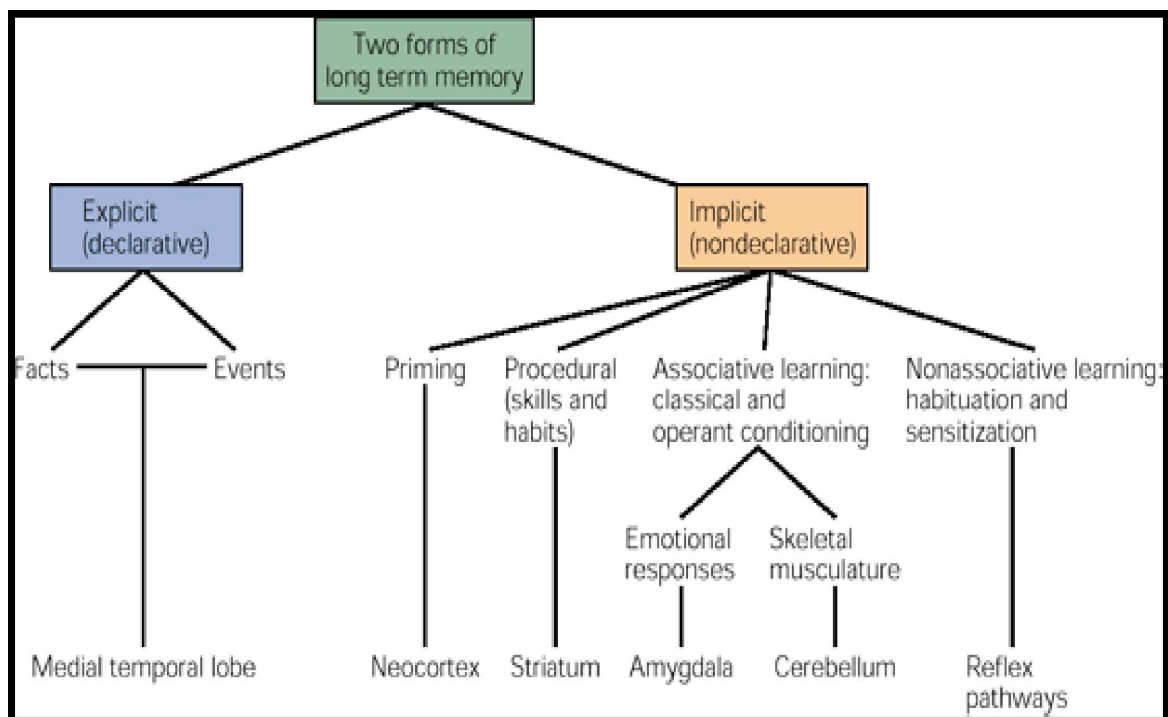 Two forms of
long term memory
Explicit
(declarative)
Implicit
(nondeclarative)
Facts
Events
Priming
Procedural
(skills and
habits)
Associative learning:
classical and
operant conditioning
Nonassociative learning:
habituation and
sensitization
Emotional
responses
Skeletal
musculature
Medial temporal lobe
Neocortex
Striatum
Amygdala
Cerebellum
Reflex
pathways